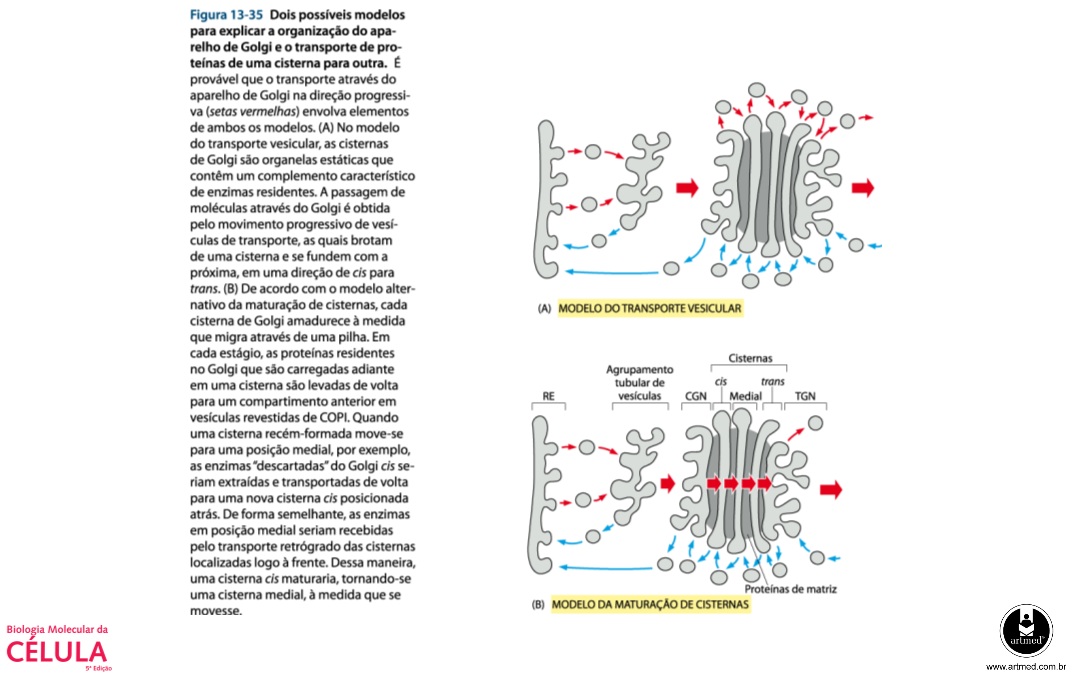 Figura 13-35 Dois possíveis modelos
para explicar a organização do apa-
relho de Golgi e o transporte de pro-
teínas de uma cisterna para outra. É
provável que o transporte através do
aparelho de Golgi na direção progressi-
va (setas vermelhas) envolva elementos
de ambos os modelos. (A) No modelo
do transporte vesicular, as cisternas
de Golgi são organelas estáticas que
contêm um complemento característico
de enzimas residentes. A passagem de
moléculas através do Golgi é obtida
pelo movimento progressivo de vesí-
culas de transporte, as quais brotam
de uma cisterna e se fundem com a
próxima, em uma direção de cis para
trans. (B) De acordo com o modelo alter-
nativo da maturação de cisternas, cada
cisterna de Golgi amadurece à medida
que migra através de uma pilha. Em
cada estágio, as proteínas residentes
no Golgi que são carregadas adiante
em uma cisterna são levadas de volta
para um compartimento anterior em
vesículas revestidas de COPI. Quando
uma cisterna recém-formada move-se
para uma posição medial, por exemplo,
as enzimas "descartadas" do Golgi cis se-
riam extraídas e transportadas de volta
para uma nova cisterna cis posicionada
atrás. De forma semelhante, as enzimas
em posição medial seriam recebidas
pelo transporte retrógrado das cisternas
localizadas logo à frente. Dessa maneira,
uma cisterna cis maturaria, tornando-se
uma cisterna medial, à medida que se
movesse.
(A) MODELO DO TRANSPORTE VESICULAR
Cisternas
Agrupamento
tubular de
vesículas
cis
trans
RE
CGN
Medial
TGN
Proteínas de matriz
(B) MODELO DA MATURAÇÃO DE CISTERNAS
Biologia Molecular da
CÉLULA
5ª Edição
artmed®
www.artmed.com.br